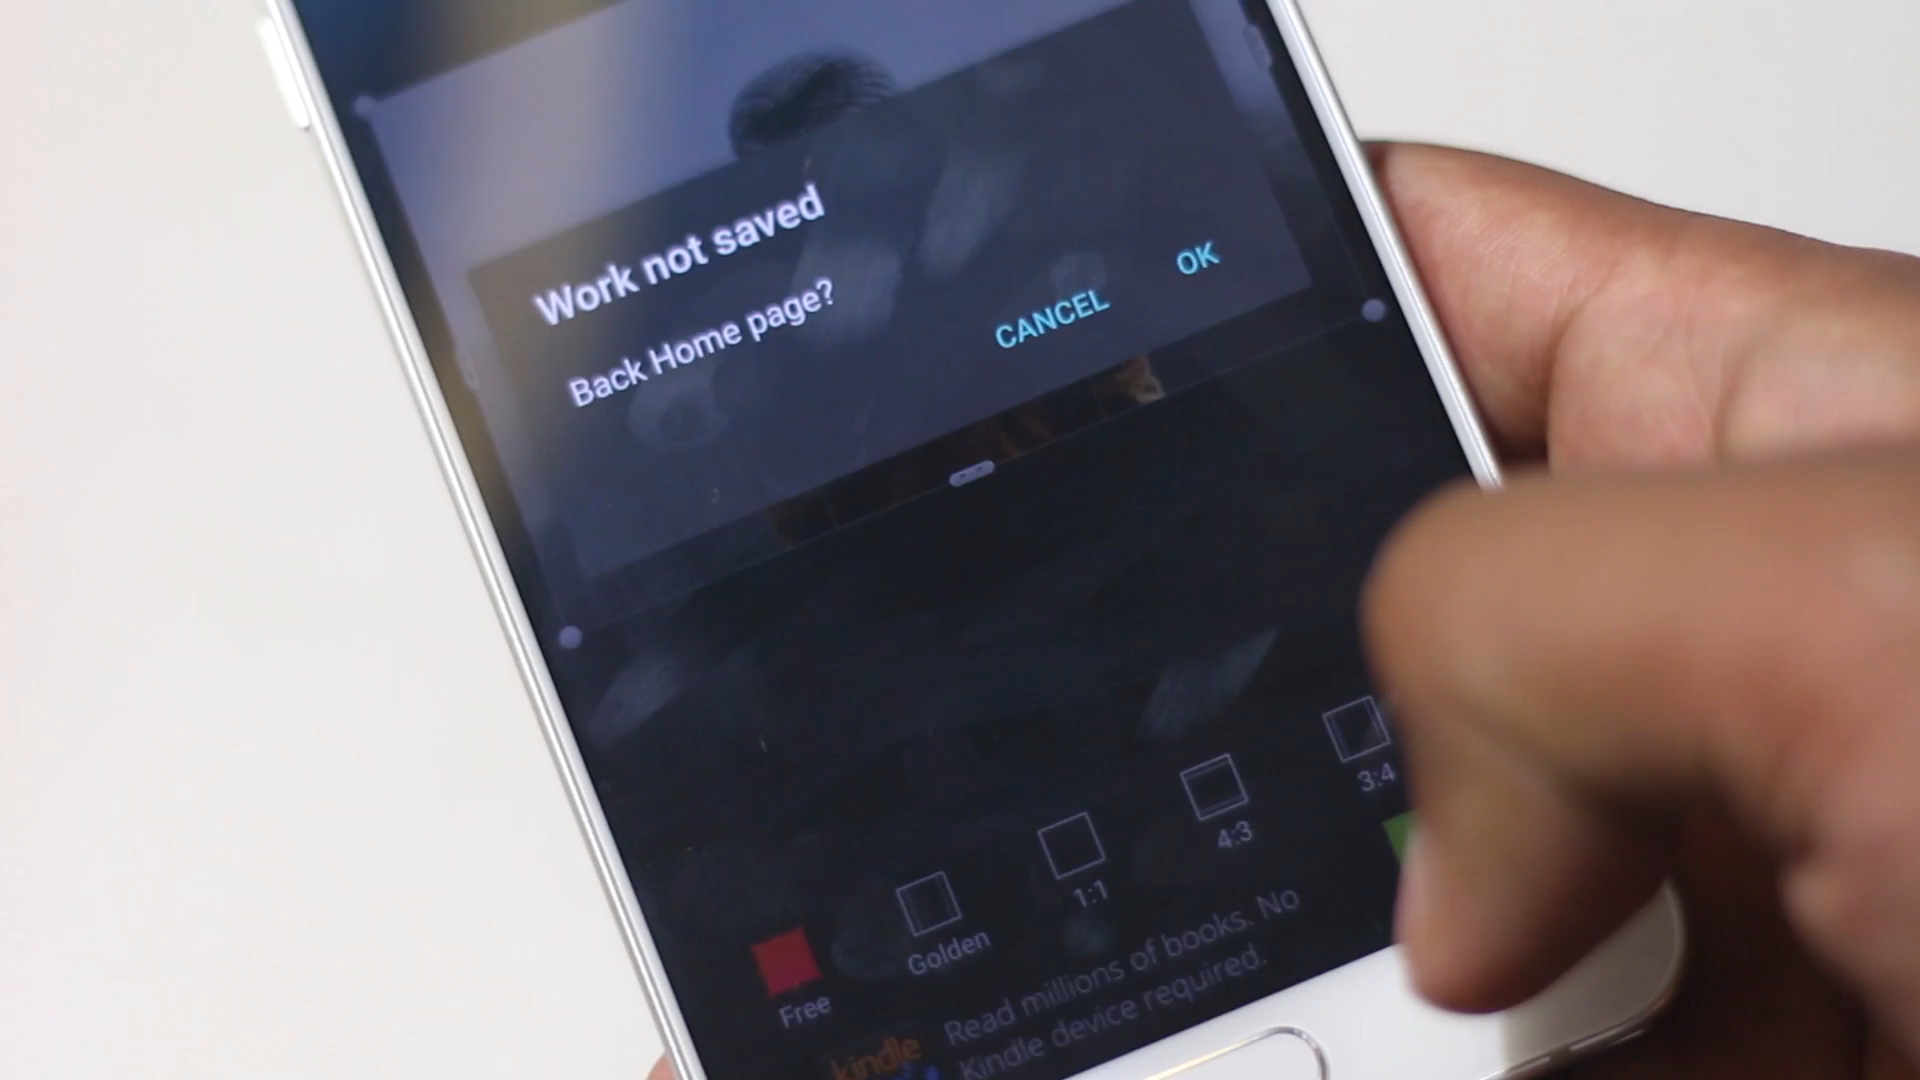 Work not saved
Back Home page?
CANCEL
OK
Free
Golden
1:1
4:3
3:4
kindle
Read millions of books. No
Kindle device required.